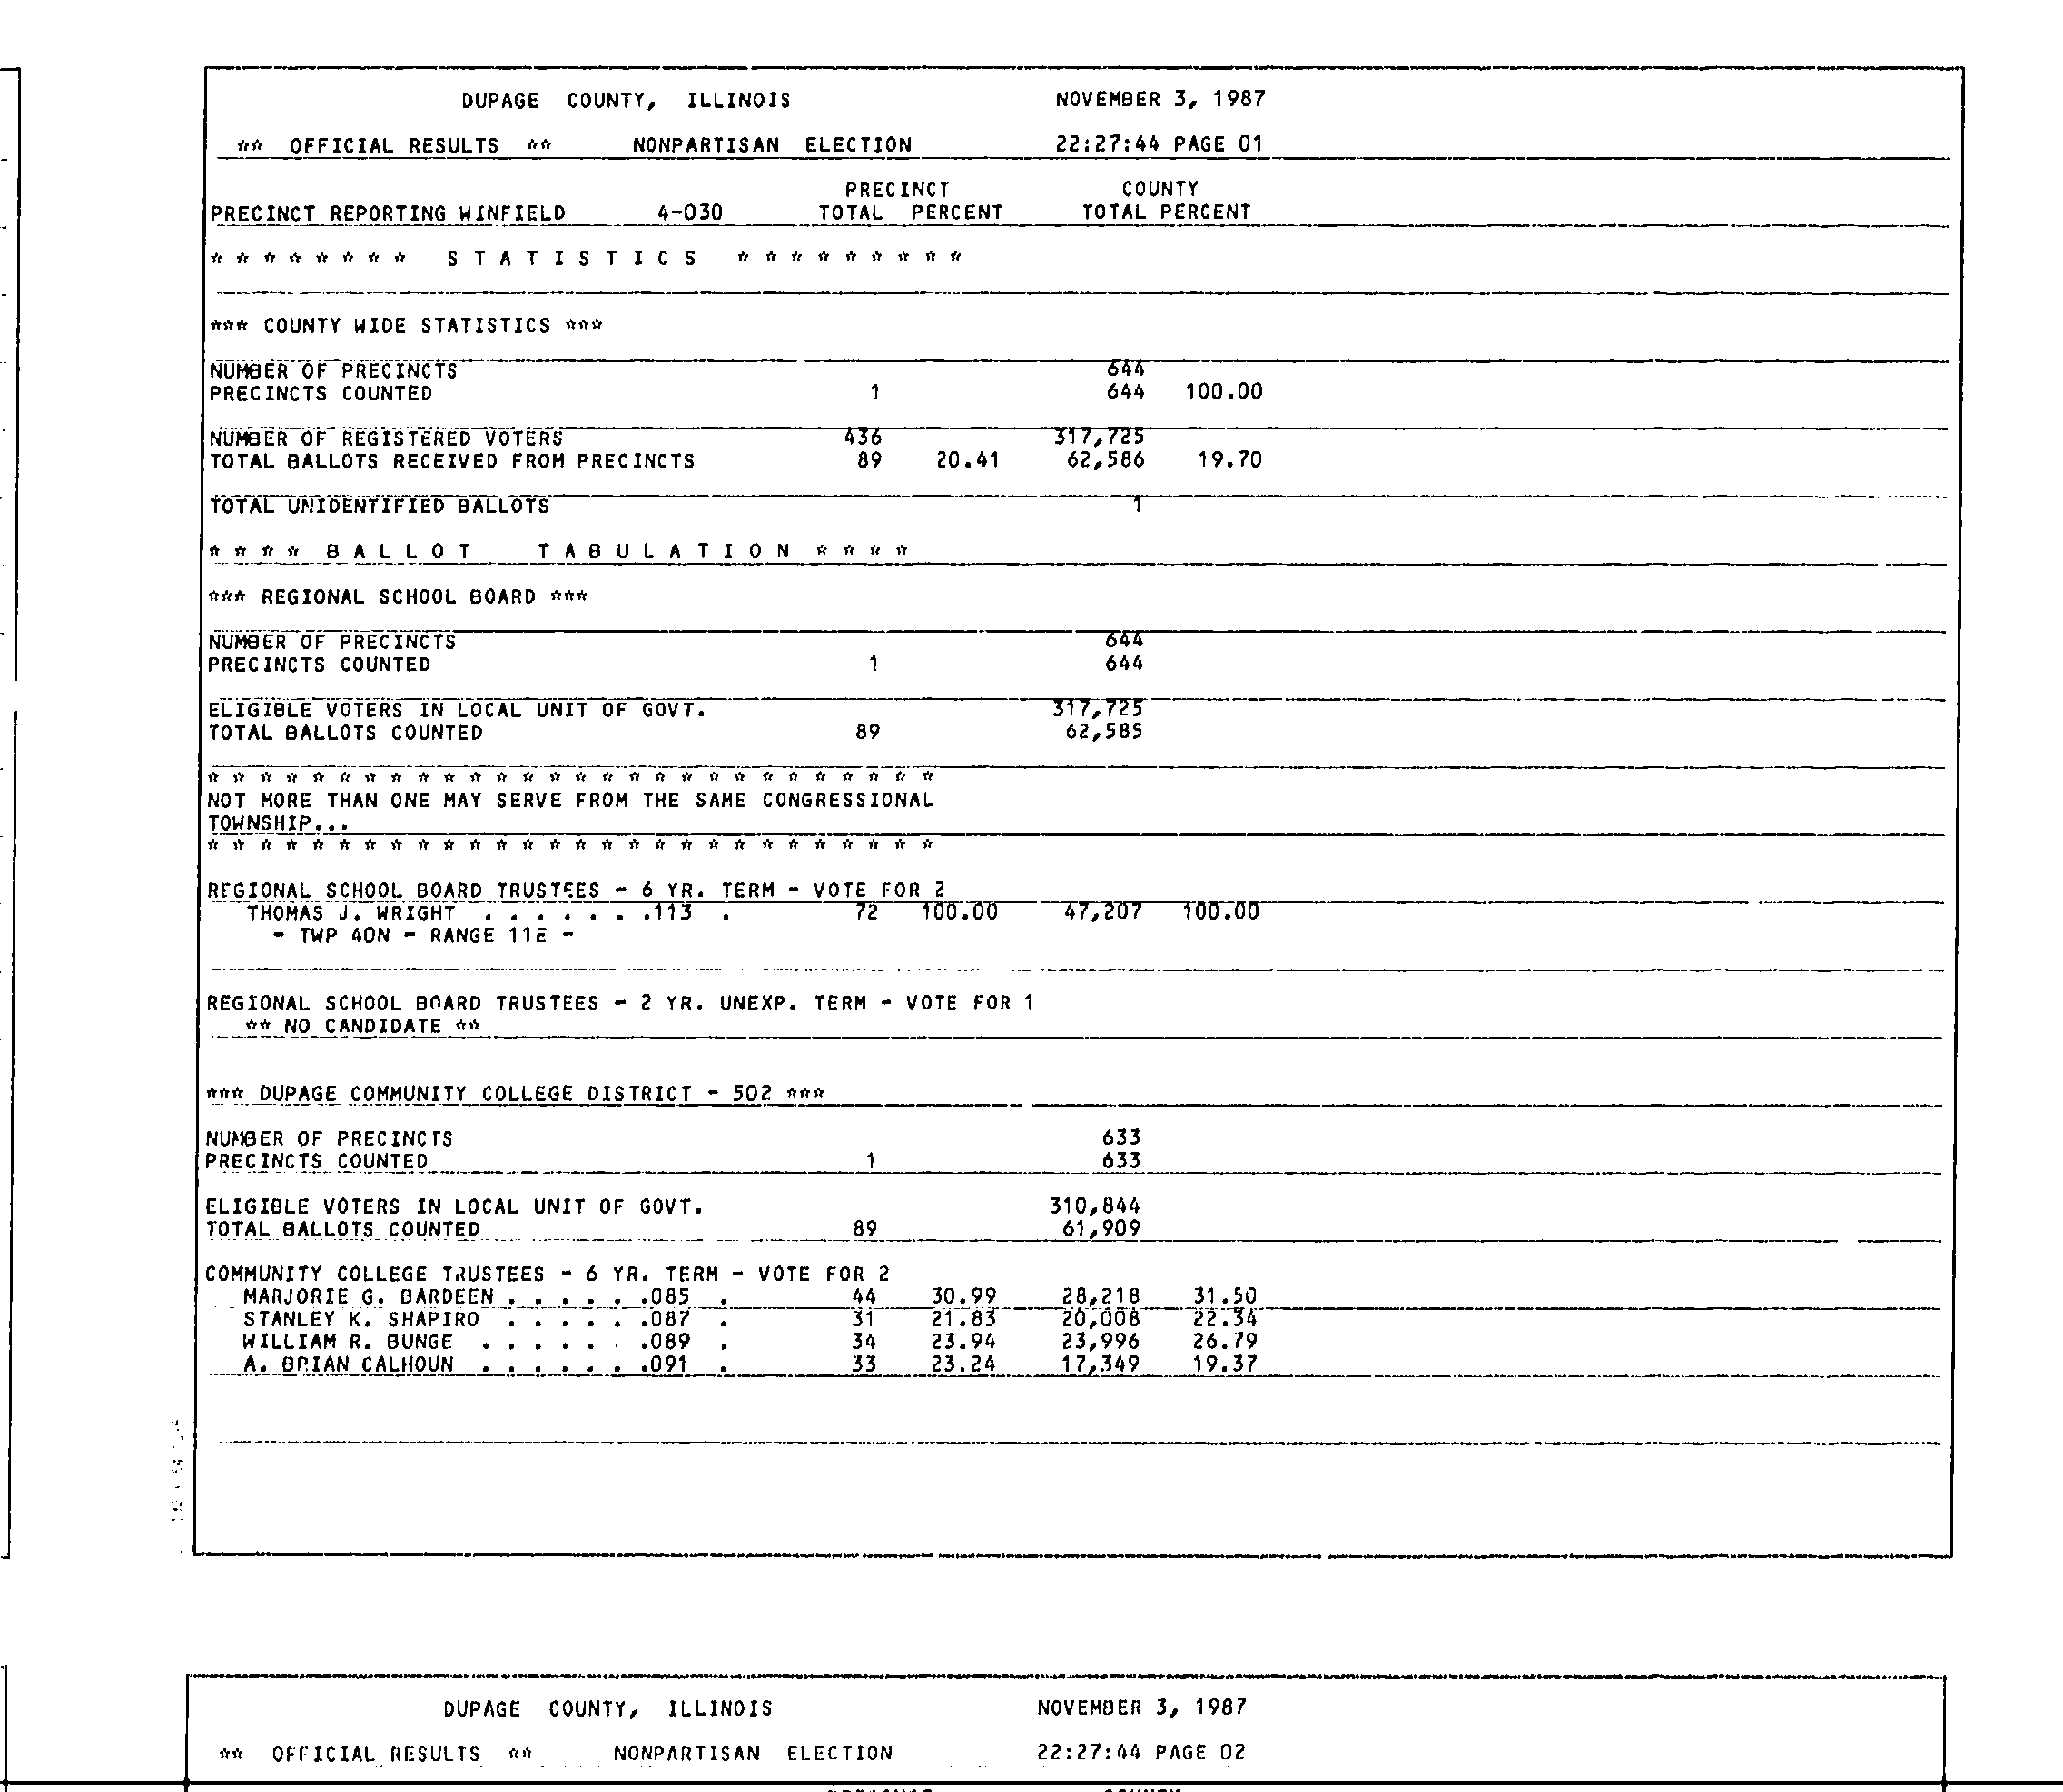 DUPAGE COUNTY, ILLINOIS NOVEMBER 3, 1987
** OFFICIAL RESULTS ** NONPARTISAN ELECTION 22:27:44 PAGE 01
PRECINCT COUNTY
PRECINCT REPORTING WINFIELD 4-030 TOTAL PERCENT TOTAL PERCENT
* * * * * * * * S T A T I S T I C S * * * * * * * * *
*** COUNTY WIDE STATISTICS ***
NUMBER OF PRECINCTS 644
PRECINCTS COUNTED 1 644 100.00
NUMBER OF REGISTERED VOTERS 436 317,725
TOTAL BALLOTS RECEIVED FROM PRECINCTS 89 20.41 62,586 19.70
TOTAL UNIDENTIFIED BALLOTS 1
* * * * B A L L O T T A B U L A T I O N * * * *
*** REGIONAL SCHOOL BOARD ***
NUMBER OF PRECINCTS 644
PRECINCTS COUNTED 1 644
ELIGIBLE VOTERS IN LOCAL UNIT OF GOVT. 317,725
TOTAL BALLOTS COUNTED 89 62,585
* * * * * * * * * * * * * * * * * * * * * * * * * * * *
NOT MORE THAN ONE MAY SERVE FROM THE SAME CONGRESSIONAL
TOWNSHIP...
* * * * * * * * * * * * * * * * * * * * * * * * * * * *
REGIONAL SCHOOL BOARD TRUSTEES - 6 YR. TERM - VOTE FOR 2
THOMAS J. WRIGHT . . . . . . .113 . 72 100.00 47,207 100.00
- TWP 40N - RANGE 11E -
REGIONAL SCHOOL BOARD TRUSTEES - 2 YR. UNEXP. TERM - VOTE FOR 1
** NO CANDIDATE **
*** DUPAGE COMMUNITY COLLEGE DISTRICT - 502 ***
NUMBER OF PRECINCTS 633
PRECINCTS COUNTED 1 633
ELIGIBLE VOTERS IN LOCAL UNIT OF GOVT. 310,844
TOTAL BALLOTS COUNTED 89 61,909
COMMUNITY COLLEGE TRUSTEES - 6 YR. TERM - VOTE FOR 2
MARJORIE G. BARDEEN . . . . . .085 . 44 30.99 28,218 31.50
STANLEY K. SHAPIRO . . . . . .087 . 31 21.83 20,008 22.34
WILLIAM R. BUNGE . . . . . . .089 . 34 23.94 23,996 26.79
A. BRIAN CALHOUN . . . . . . .091 . 33 23.24 17,349 19.37
DUPAGE COUNTY, ILLINOIS NOVEMBER 3, 1987
** OFFICIAL RESULTS ** NONPARTISAN ELECTION 22:27:44 PAGE 02